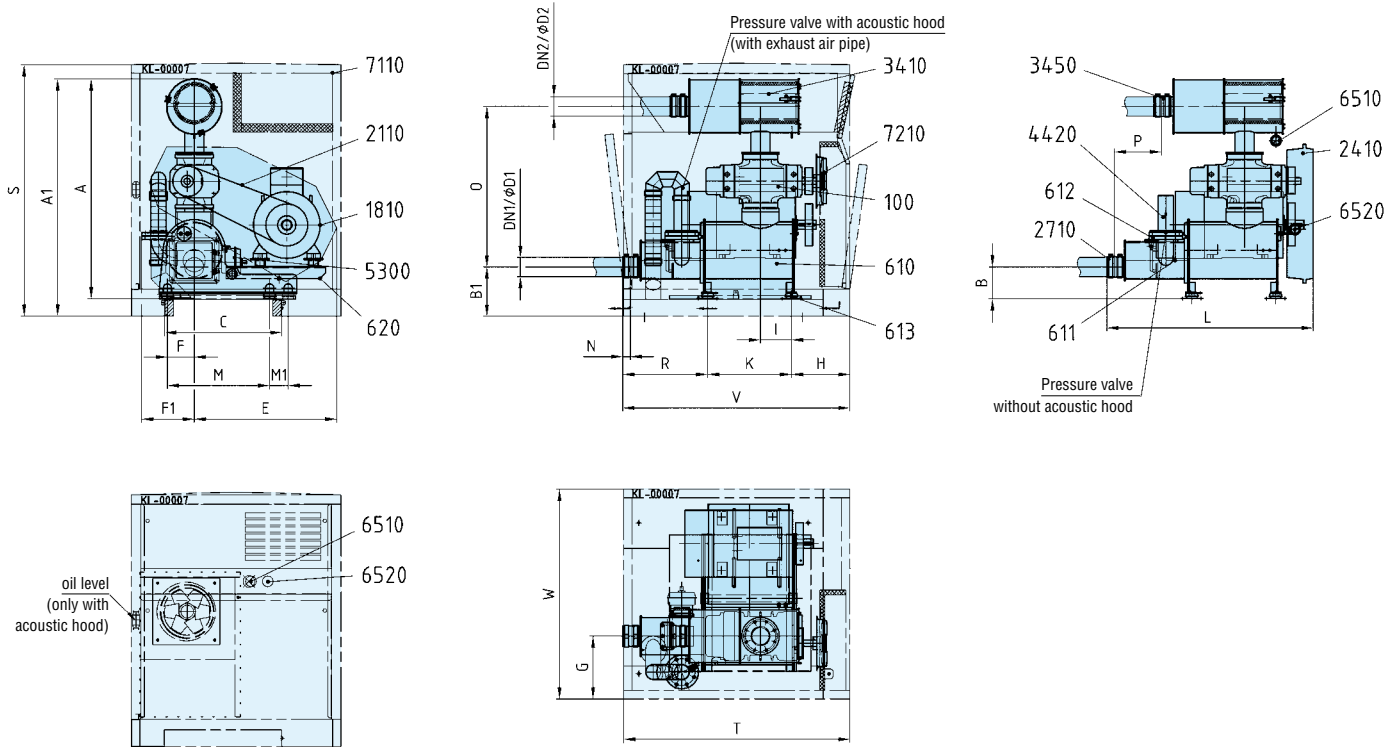 KL-00007
7110
2110
1810
5300
620
S
A1
A
C
F
M
M1
F1
E
Pressure valve with acoustic hood
(with exhaust air pipe)
DN2/ϕD2
KL-00007
3410
7210
100
610
613
O
DN1/ϕD1
B1
N
I
R
K
H
V
3450
6510
4420
2410
P
612
6520
2710
B
L
611
Pressure valve
without acoustic hood
KL-00007
6510
6520
oil level
(only with
acoustic hood)
KL-00007
W
G
T